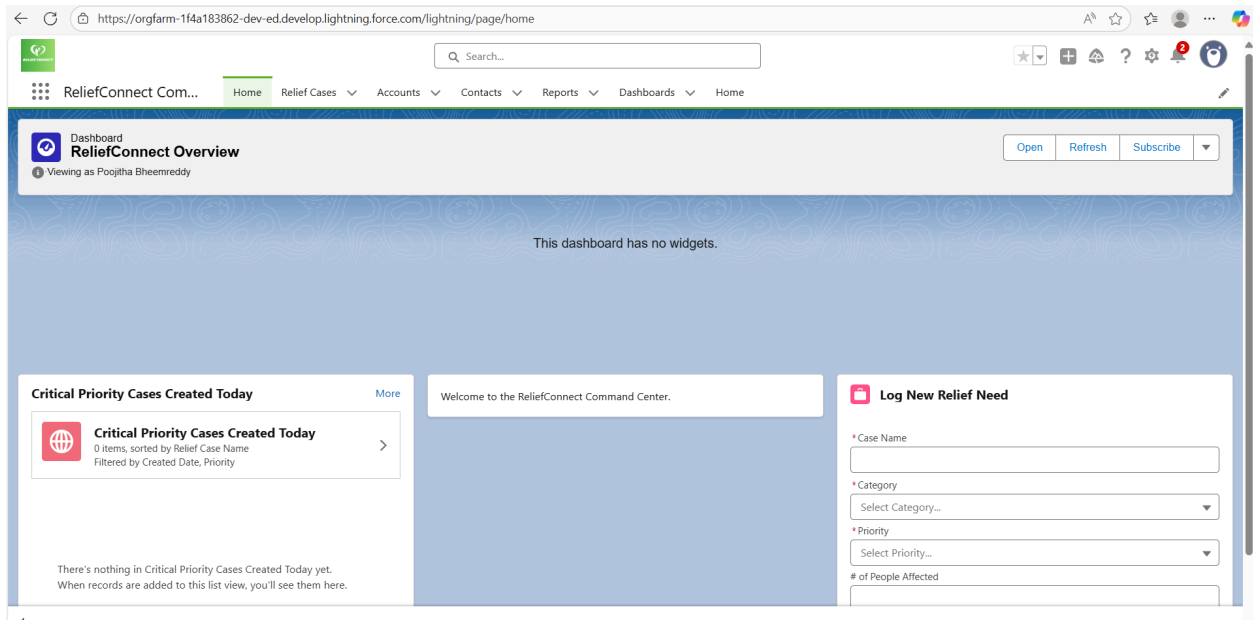 https://orgfarm-1f4a183862-dev-ed.develop.lightning.force.com/lightning/page/home
RELIEFCONNECT
Search...
2
ReliefConnect Com...
Home
Relief Cases
Accounts
Contacts
Reports
Dashboards
Home
Dashboard
ReliefConnect Overview
Viewing as Poojitha Bheemreddy
Open
Refresh
Subscribe
This dashboard has no widgets.
Critical Priority Cases Created Today
More
Critical Priority Cases Created Today
0 items, sorted by Relief Case Name
Filtered by Created Date, Priority
There's nothing in Critical Priority Cases Created Today yet.
When records are added to this list view, you'll see them here.
Welcome to the ReliefConnect Command Center.
Log New Relief Need
*Case Name
*Category
Select Category...
*Priority
Select Priority...
# of People Affected